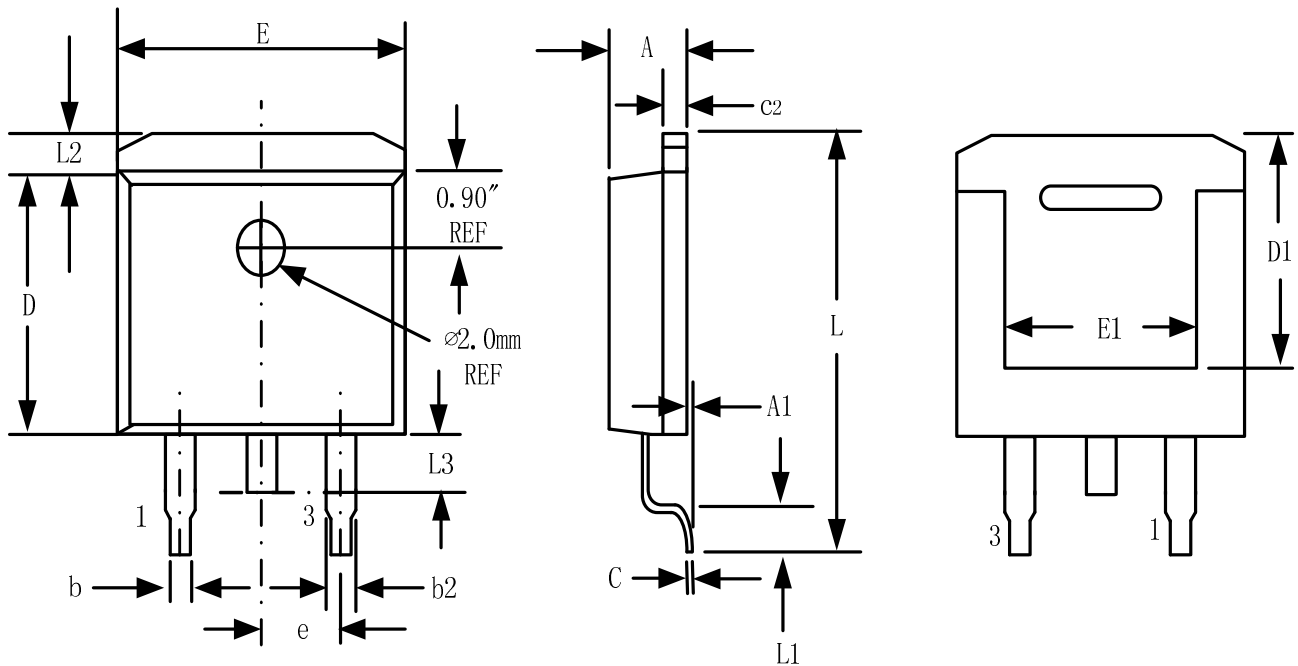 E
L2
0.90"
REF
D
⌀2.0mm
REF
L3
1
3
b
b2
e
A
C2
L
A1
C
L1
D1
E1
3
1